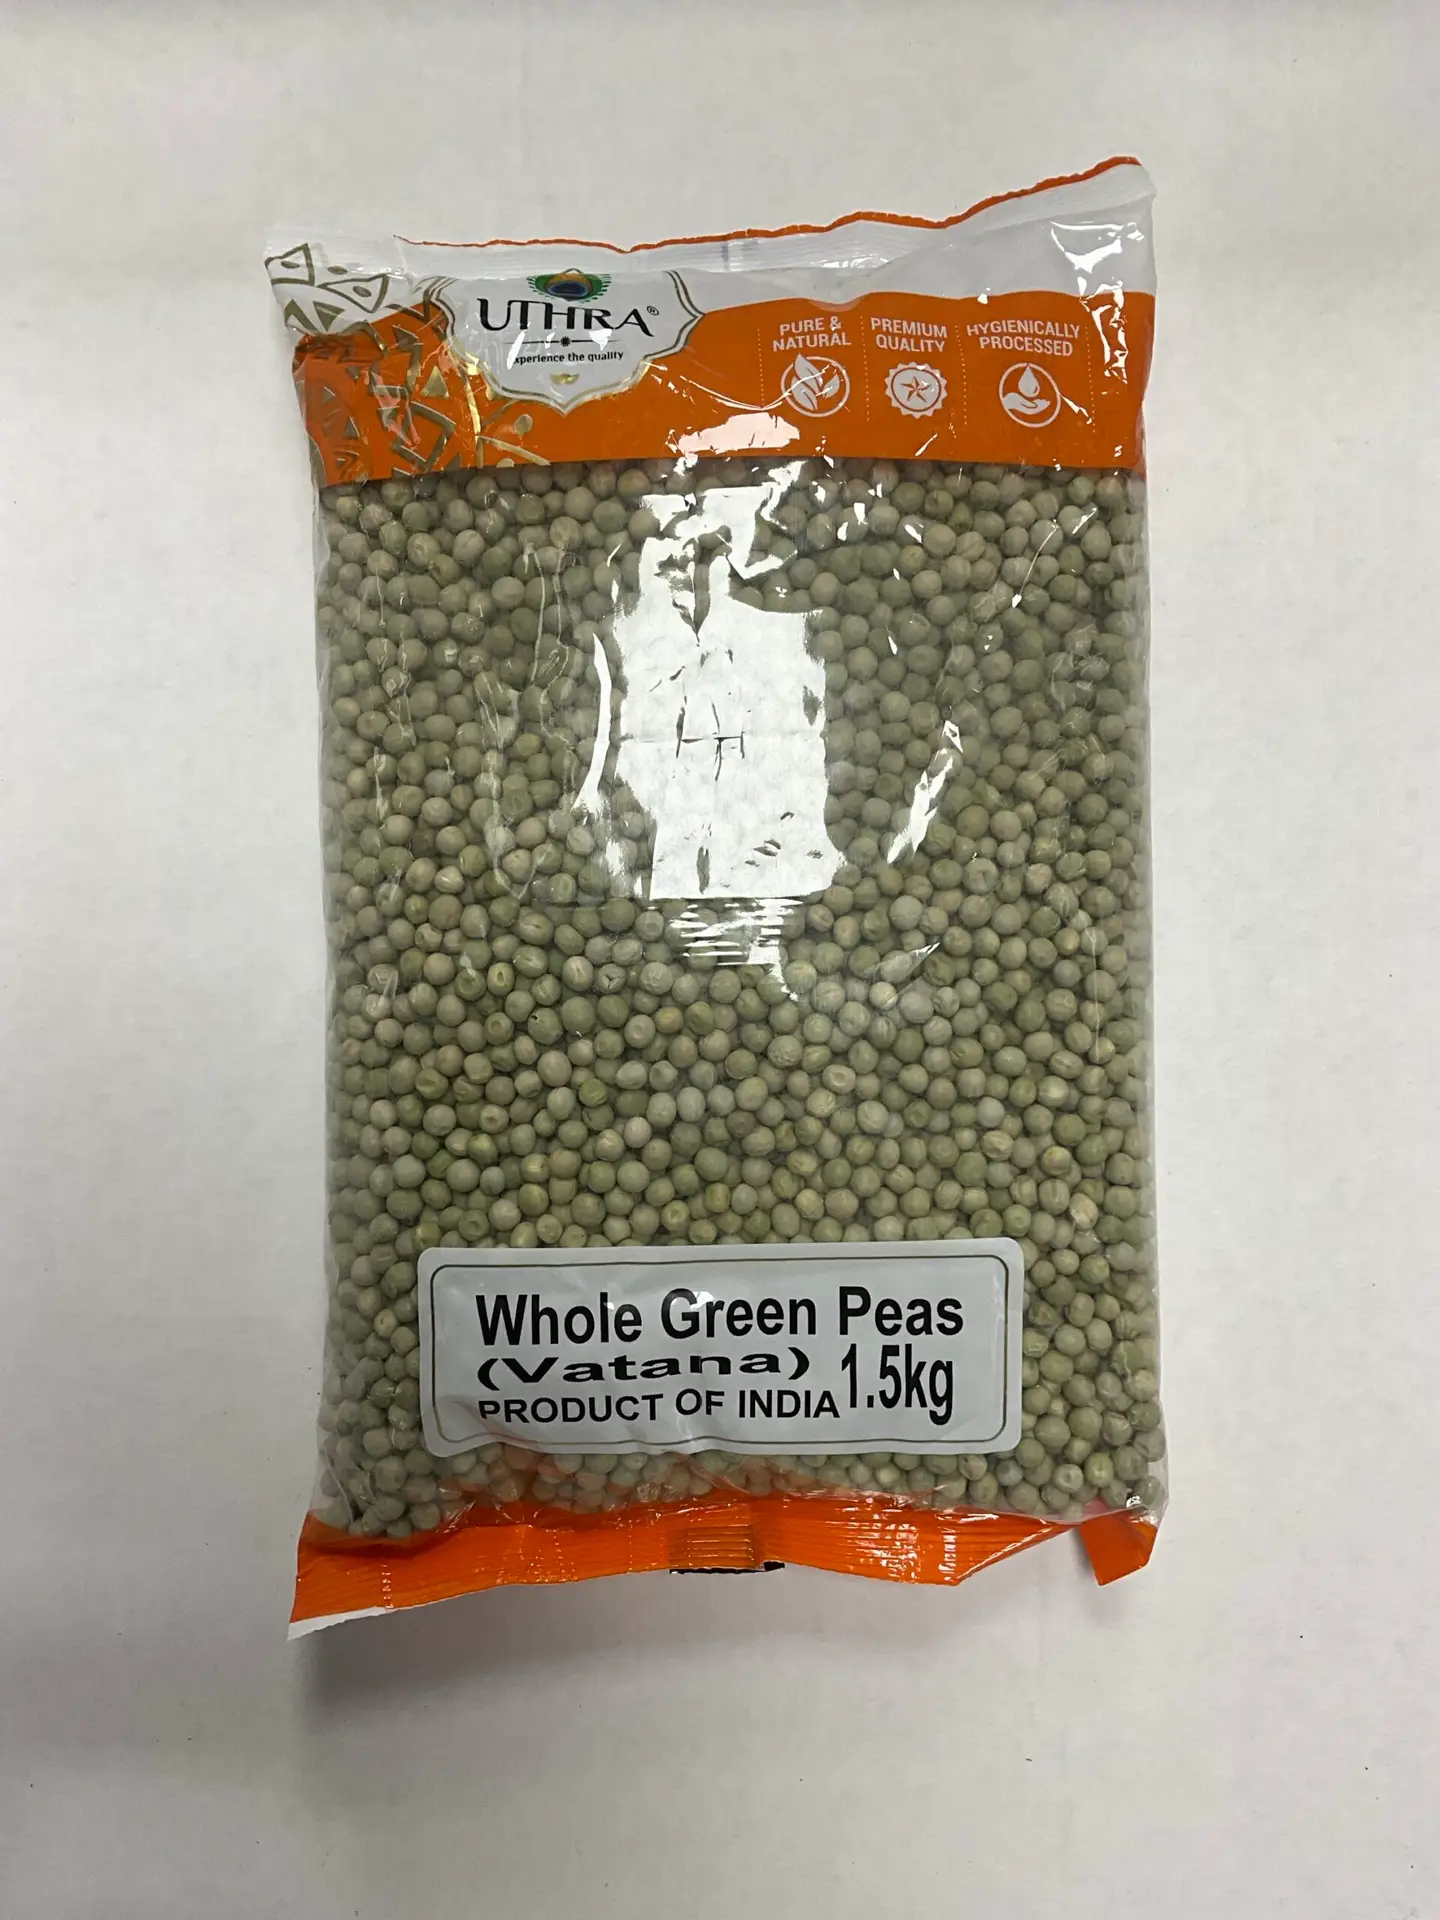 UTHRA®
experience the quality
PURE &
NATURAL
PREMIUM
QUALITY
HYGIENICALLY
PROCESSED
Whole Green Peas
(Vatana) 1.5kg
PRODUCT OF INDIA